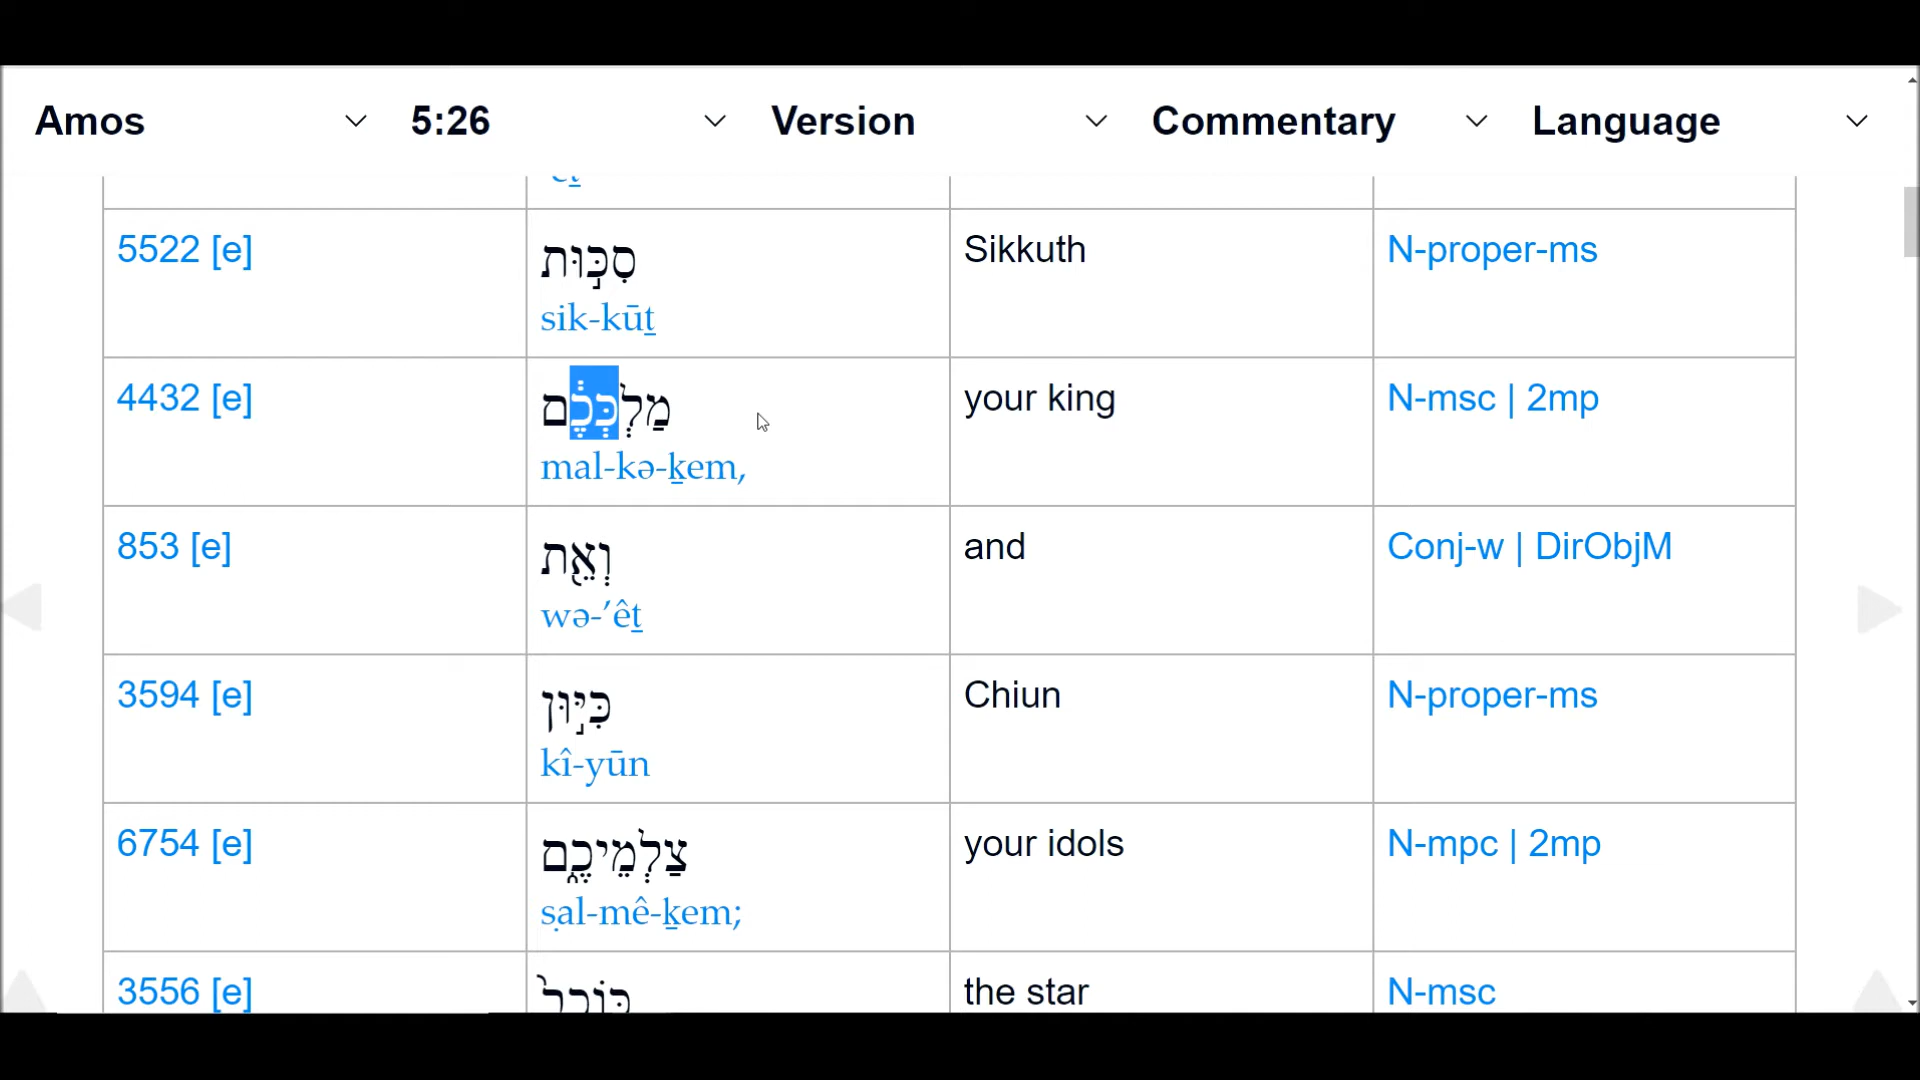 Amos 5:26 Version Commentary Language
5522 [e] סִכּ֣וּת Sikkuth N-proper-ms
sik-kūṯ
4432 [e] מַלְכְּכֶ֔ם your king N-msc | 2mp
mal-kə-ḵem,
853 [e] וְאֵ֖ת and Conj-w | DirObjM
wə-’êṯ
3594 [e] כִּיּ֣וּן Chiun N-proper-ms
kî-yūn
6754 [e] צַלְמֵיכֶ֑ם your idols N-mpc | 2mp
ṣal-mê-ḵem;
3556 [e] כּוֹכַב֙ the star N-msc